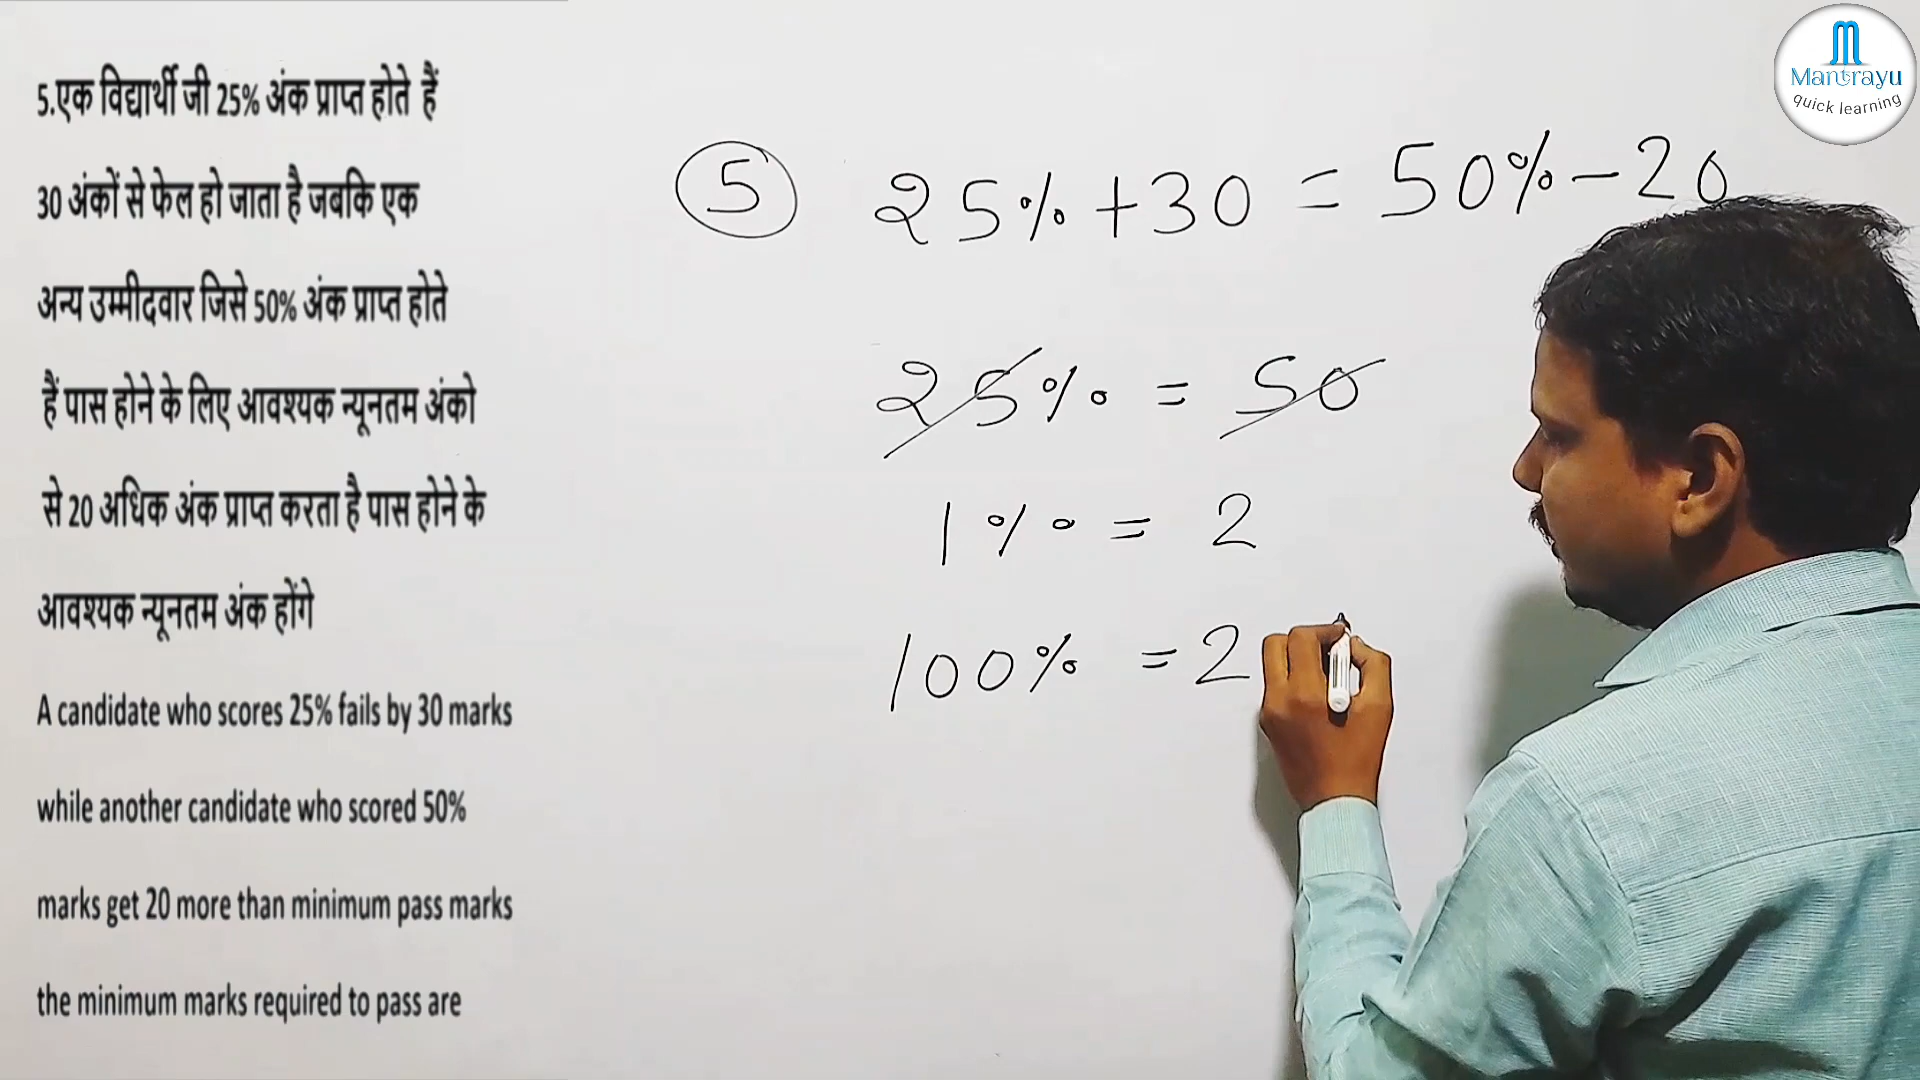 5.एक विद्यार्थी जी 25% अंक प्राप्त होते हैं
30 अंकों से फेल हो जाता है जबकि एक
अन्य उम्मीदवार जिसे 50% अंक प्राप्त होते
हैं पास होने के लिए आवश्यक न्यूनतम अंको
से 20 अधिक अंक प्राप्त करता है पास होने के
आवश्यक न्यूनतम अंक होंगे
A candidate who scores 25% fails by 30 marks
while another candidate who scored 50%
marks get 20 more than minimum pass marks
the minimum marks required to pass are
5 25% + 30 = 50% - 20
25% = 50
1% = 2
100% = 2
Mantrayu
quick learning